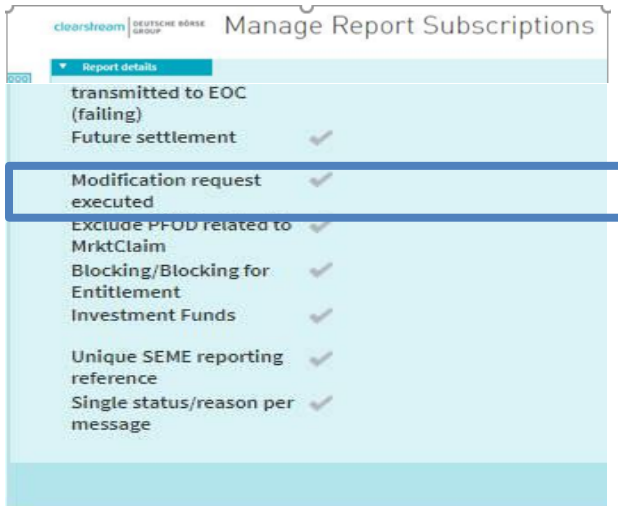 clearstream DEUTSCHE BÖRSE GROUP Manage Report Subscriptions
Report details
transmitted to EOC
(failing)
Future settlement
Modification request
executed
Exclude PFOD related to
MrktClaim
Blocking/Blocking for
Entitlement
Investment Funds
Unique SEME reporting
reference
Single status/reason per
message